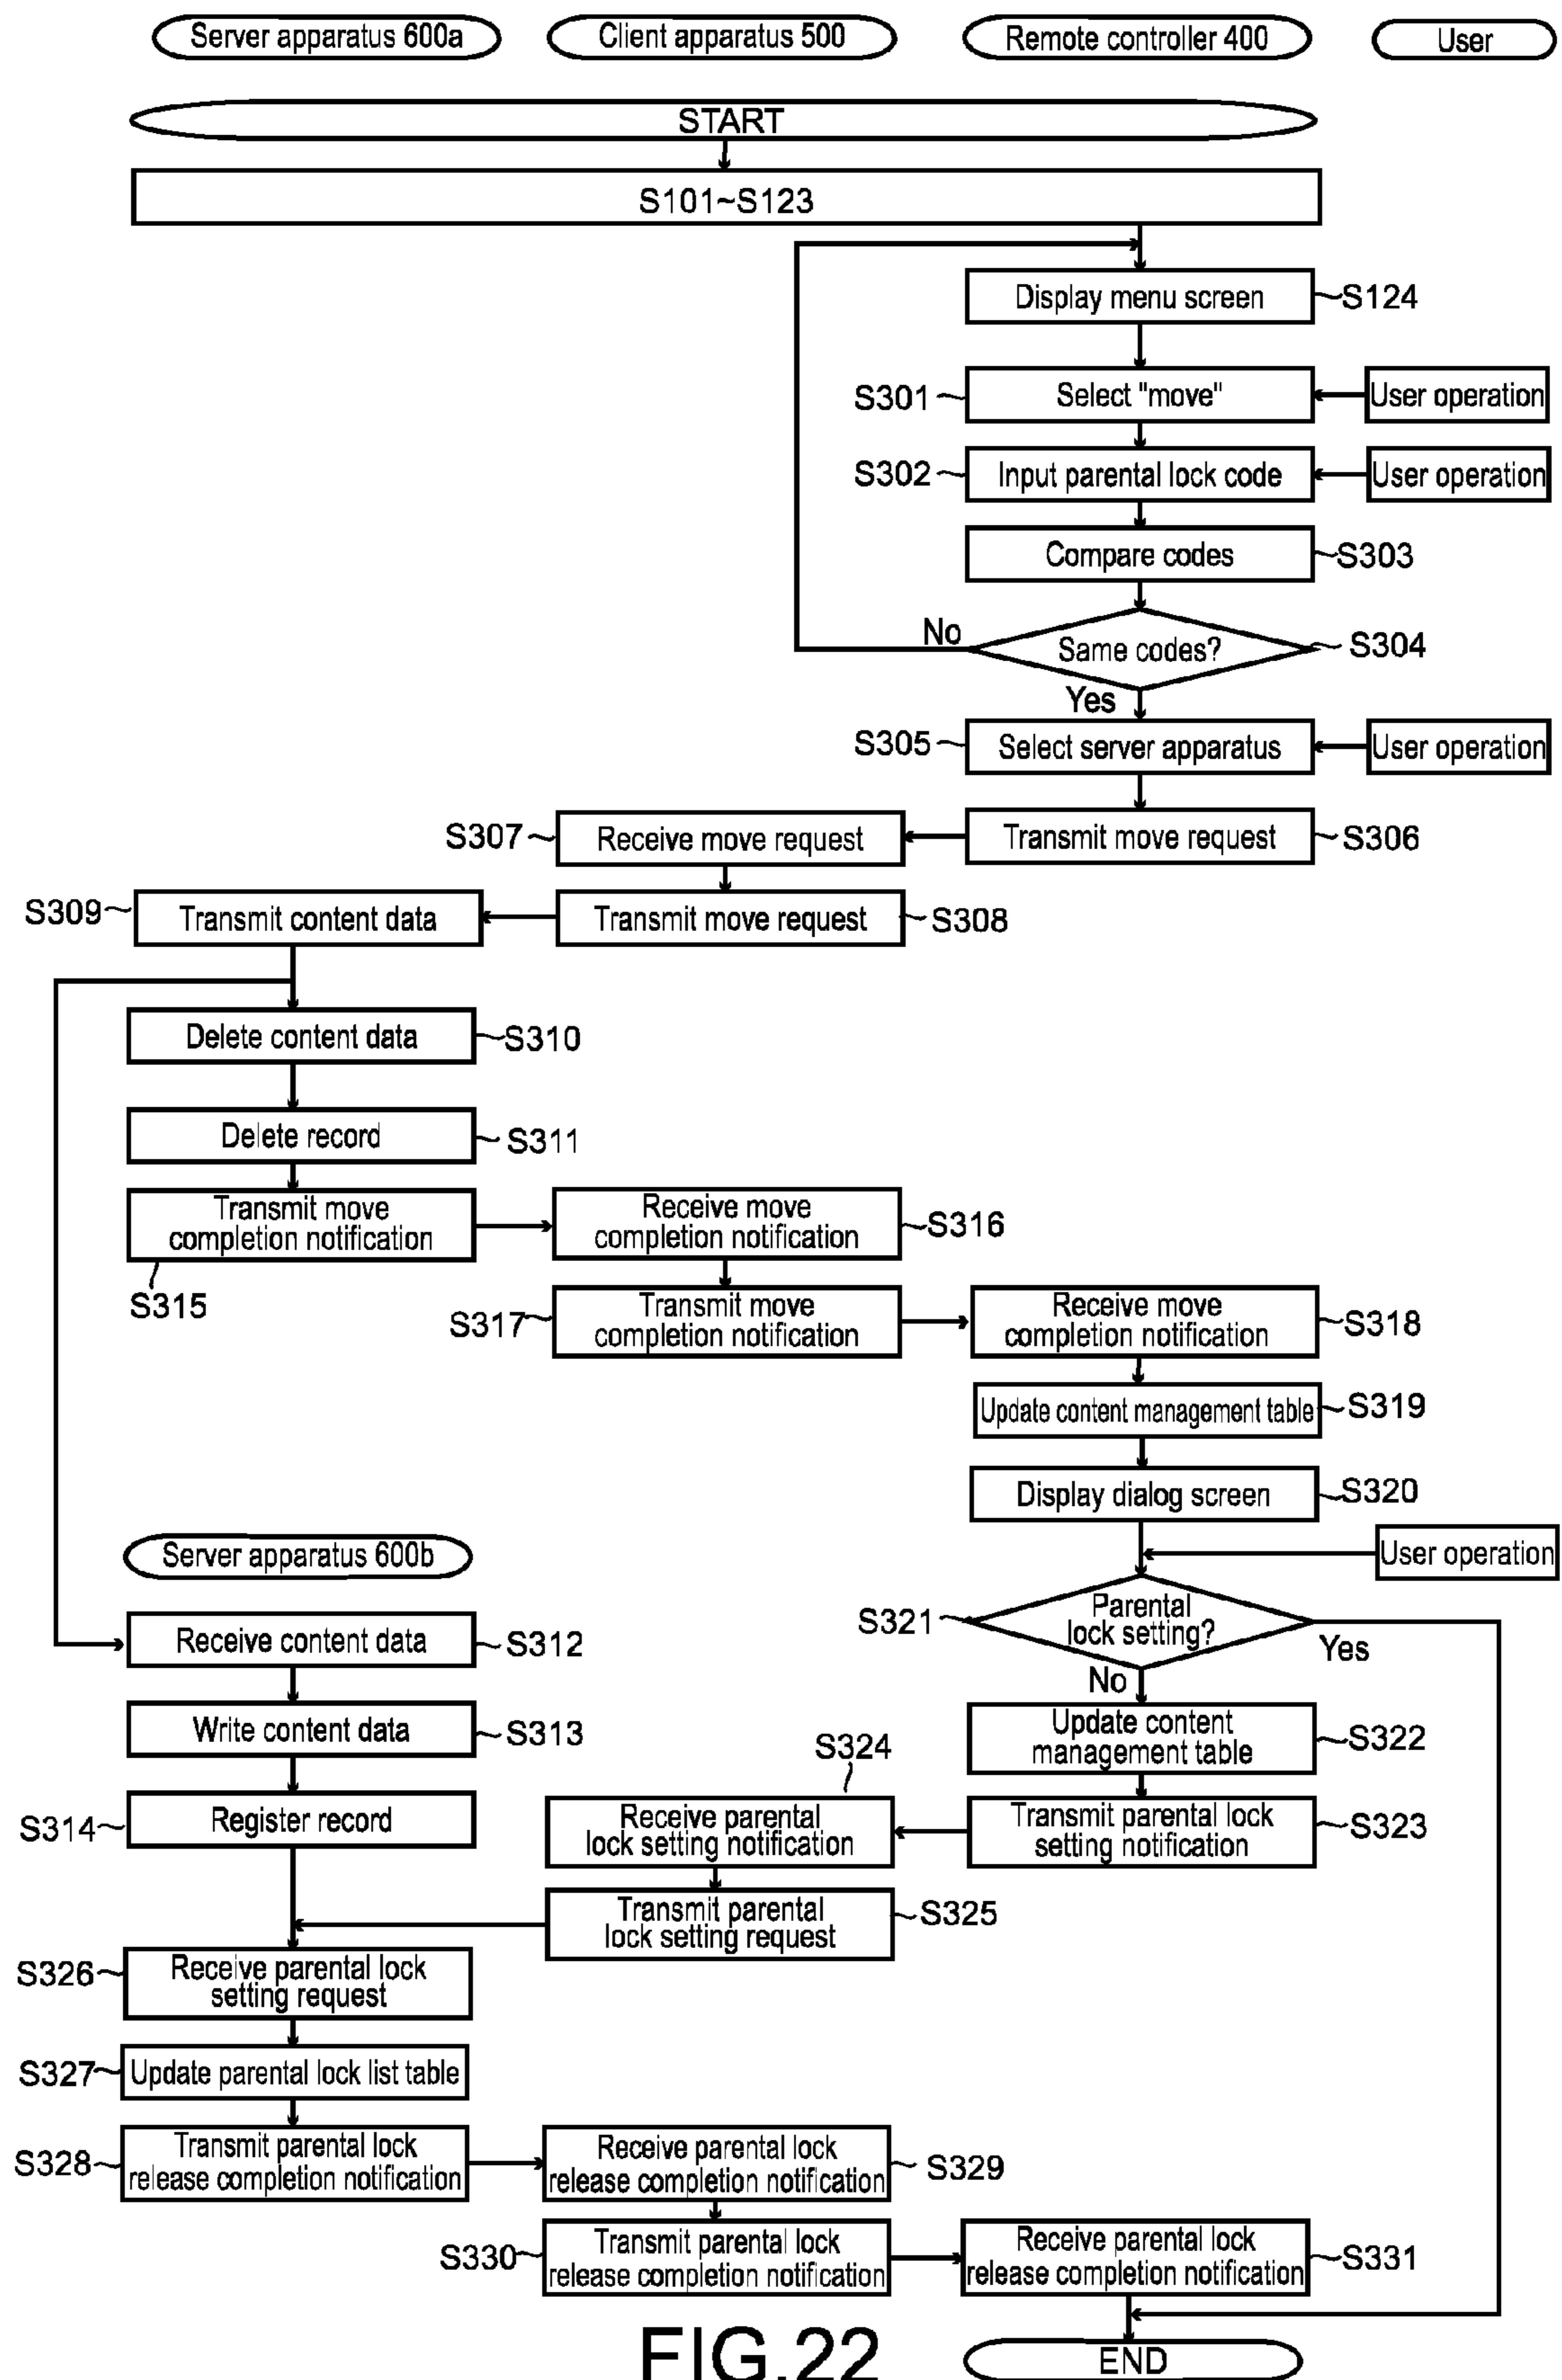 Server apparatus 600a
Client apparatus 500
Remote controller 400
User
START
S101~S123
Display menu screen
S124
S301
Select "move"
User operation
S302
Input parental lock code
User operation
Compare codes
S303
No
Same codes?
S304
Yes
S305
Select server apparatus
User operation
S307
Receive move request
Transmit move request
S306
S309
Transmit content data
Transmit move request
S308
Delete content data
S310
Delete record
S311
Transmit move
completion notification
S315
Receive move
completion notification
S316
S317
Transmit move
completion notification
Receive move
completion notification
S318
Update content management table
S319
Display dialog screen
S320
Server apparatus 600b
User operation
S321
Parental
lock setting?
Yes
No
Receive content data
S312
Write content data
S313
Update content
management table
S322
S324
S314
Register record
Receive parental
lock setting notification
Transmit parental lock
setting notification
S323
Transmit parental
lock setting request
S325
S326
Receive parental lock
setting request
S327
Update parental lock list table
S328
Transmit parental lock
release completion notification
Receive parental lock
release completion notification
S329
S330
Transmit parental lock
release completion notification
Receive parental lock
release completion notification
S331
END
FIG.22